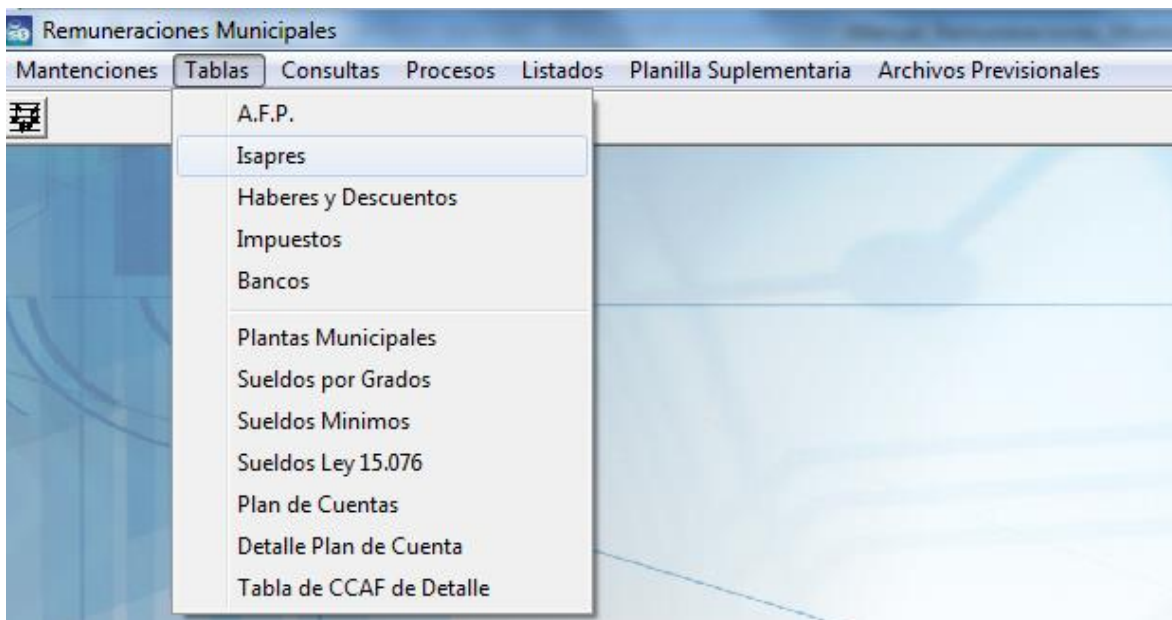 Remuneraciones Municipales
Mantenciones Tablas Consultas Procesos Listados Planilla Suplementaria Archivos Previsionales
A.F.P.
Isapres
Haberes y Descuentos
Impuestos
Bancos
Plantas Municipales
Sueldos por Grados
Sueldos Minimos
Sueldos Ley 15.076
Plan de Cuentas
Detalle Plan de Cuenta
Tabla de CCAF de Detalle